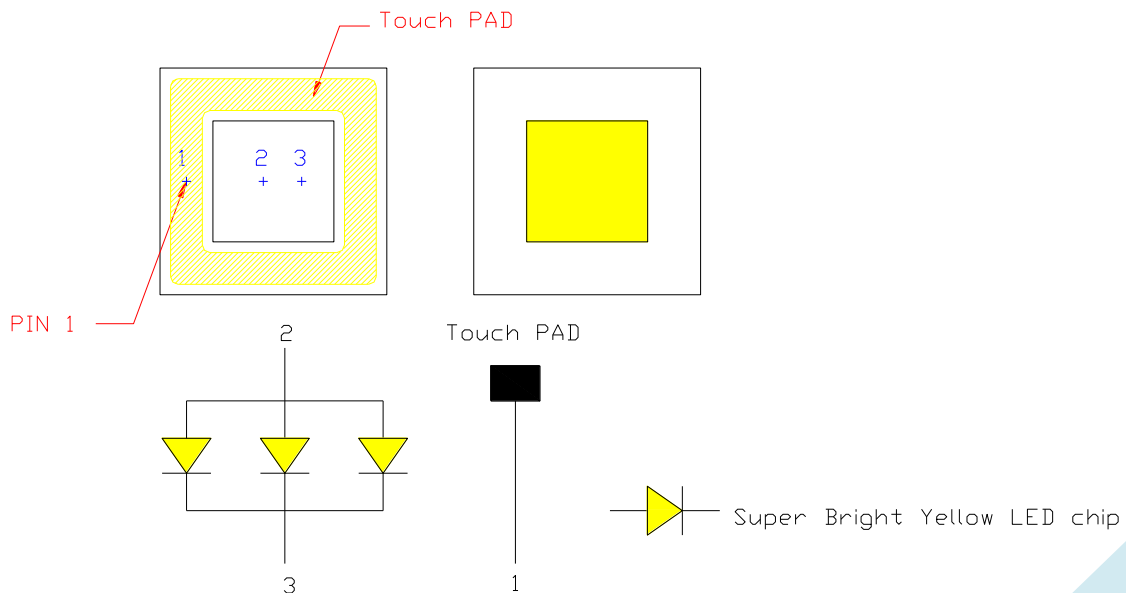 Touch PAD
1 2 3
PIN 1
2
Touch PAD
Super Bright Yellow LED chip
3
1